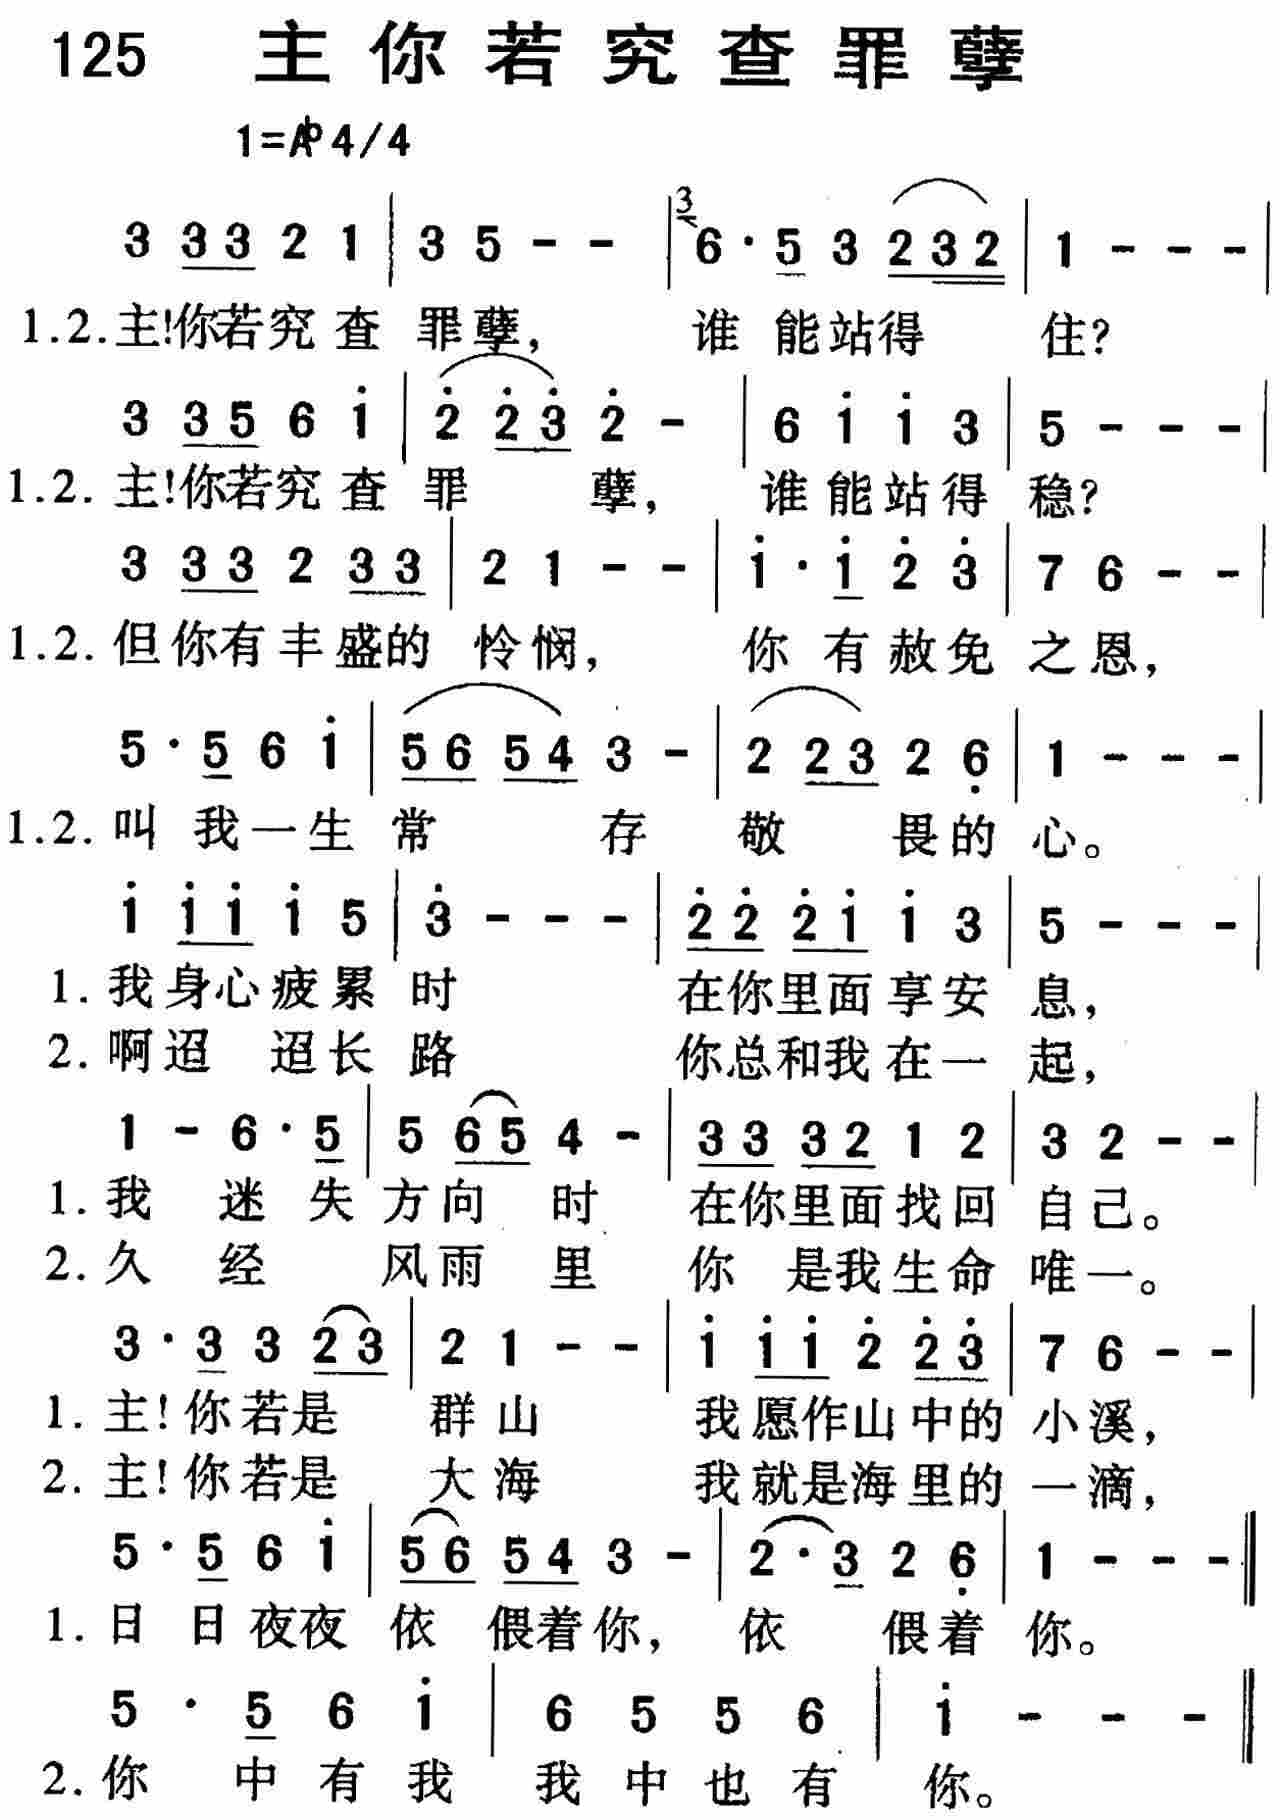 125 主你若究查罪孽
1=A♭4/4
3 33 2 1 | 3 5 - - | 3 6·5 3 232 | 1 - - - |
1.2.主!你若究查 罪孽, 谁 能站得 住?
3 35 6 i | 2̇ 2̇3̇ 2̇ - | 6 i i 3 | 5 - - - |
1.2.主!你若究查 罪 孽, 谁能站得 稳?
3 33 2 33 | 2 1 - - | i·i 2̇ 3̇ | 7 6 - - |
1.2.但你有丰盛的 怜悯, 你 有赦免 之恩,
5·5 6 i | 56 54 3 - | 2 23 2 6̣ | 1 - - - |
1.2.叫 我一生 常 存 敬 畏的 心。
i ii i 5 | 3̇ - - - | 2̇2̇ 2̇i i 3 | 5 - - - |
1.我身心疲累 时 在你里面享安 息,
2.啊迢 迢长 路 你总和我在一 起,
1 - 6·5 | 5 65 4 - | 33 32 1 2 | 3 2 - - |
1.我 迷 失 方向 时 在你里面找回 自己。
2.久 经 风雨 里 你 是我生命 唯一。
3·3 3 23 | 2 1 - - | i ii 2̇ 2̇3̇ | 7 6 - - |
1.主!你若是 群山 我愿作山中的 小溪,
2.主!你若是 大海 我就是海里的 一滴,
5·5 6 i | 56 54 3 - | 2·3 2 6̣ | 1 - - - ‖
1.日 日夜夜 依 偎着你, 依 偎着 你。
5 · 5 6 i | 6 5 5 6 | i - - - ‖
2.你 中有我 我中也有 你。